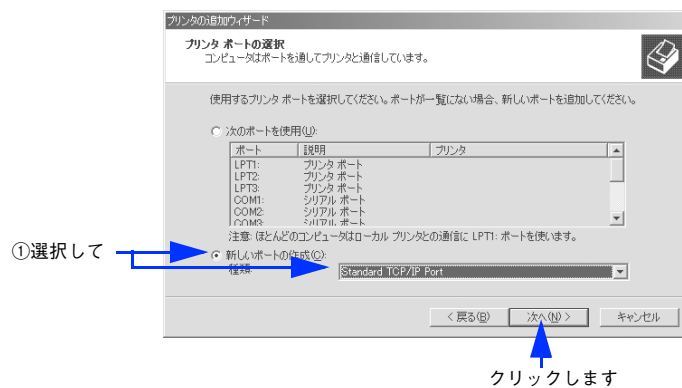 プリンタの追加ウィザード
プリンタ ポートの選択
コンピュータはポートを通してプリンタと通信しています。
使用するプリンタ ポートを選択してください。ポートが一覧にない場合、新しいポートを追加してください。
次のポートを使用(U):
ポート 説明 プリンタ
LPT1: プリンタ ポート
LPT2: プリンタ ポート
LPT3: プリンタ ポート
COM1: シリアル ポート
COM2: シリアル ポート
COM3: シリアル ポート
注意: ほとんどのコンピュータはローカル プリンタとの通信に LPT1: ポートを使います。
①選択して
新しいポートの作成(C):
種類: Standard TCP/IP Port
< 戻る(B) 次へ(N) > キャンセル
クリックします